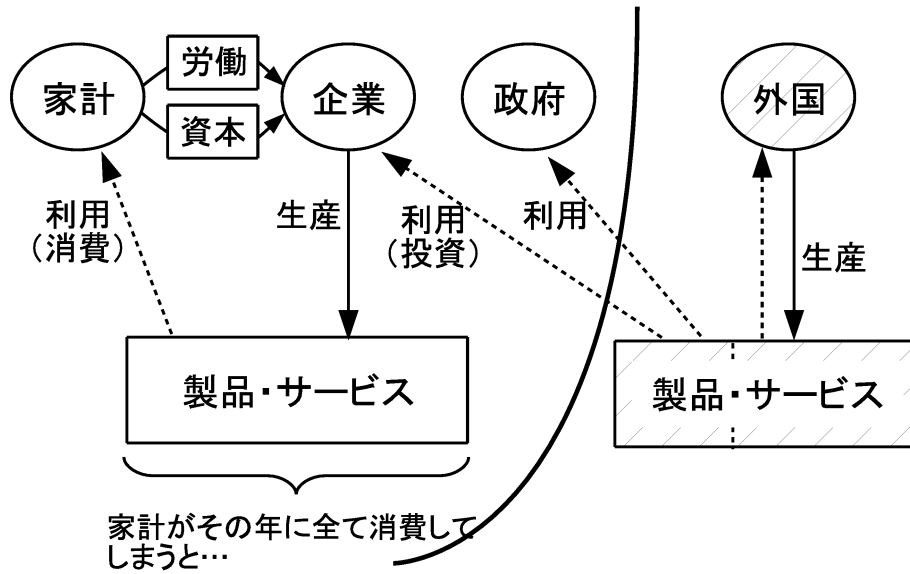 家計
労働
資本
企業
政府
外国
利用
（消費）
生産
利用
（投資）
利用
生産
製品・サービス
製品・サービス
家計がその年に全て消費して
しまうと…